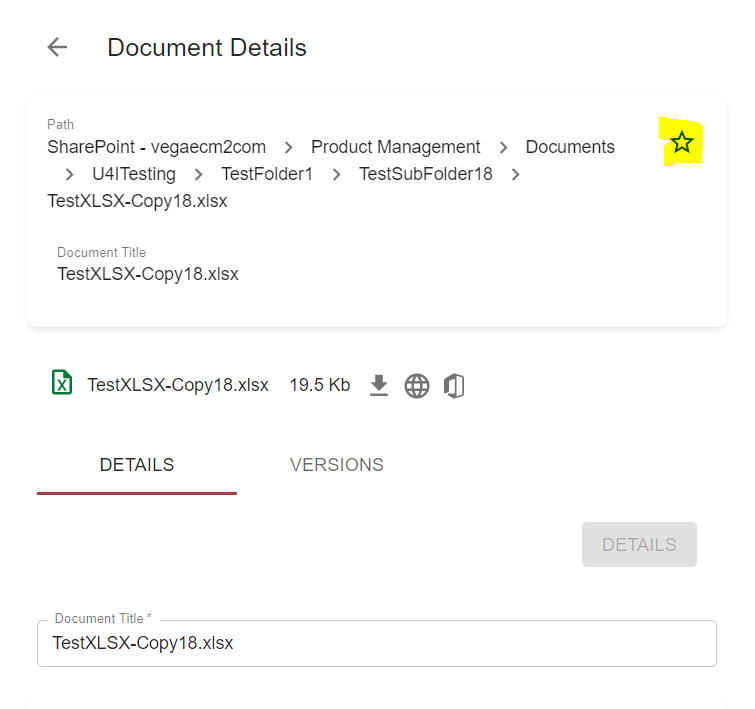 Document Details
Path
SharePoint - vegaecm2com > Product Management > Documents
> U4ITesting > TestFolder1 > TestSubFolder18 >
TestXLSX-Copy18.xlsx
Document Title
TestXLSX-Copy18.xlsx
TestXLSX-Copy18.xlsx 19.5 Kb
DETAILS VERSIONS
DETAILS
Document Title *
TestXLSX-Copy18.xlsx